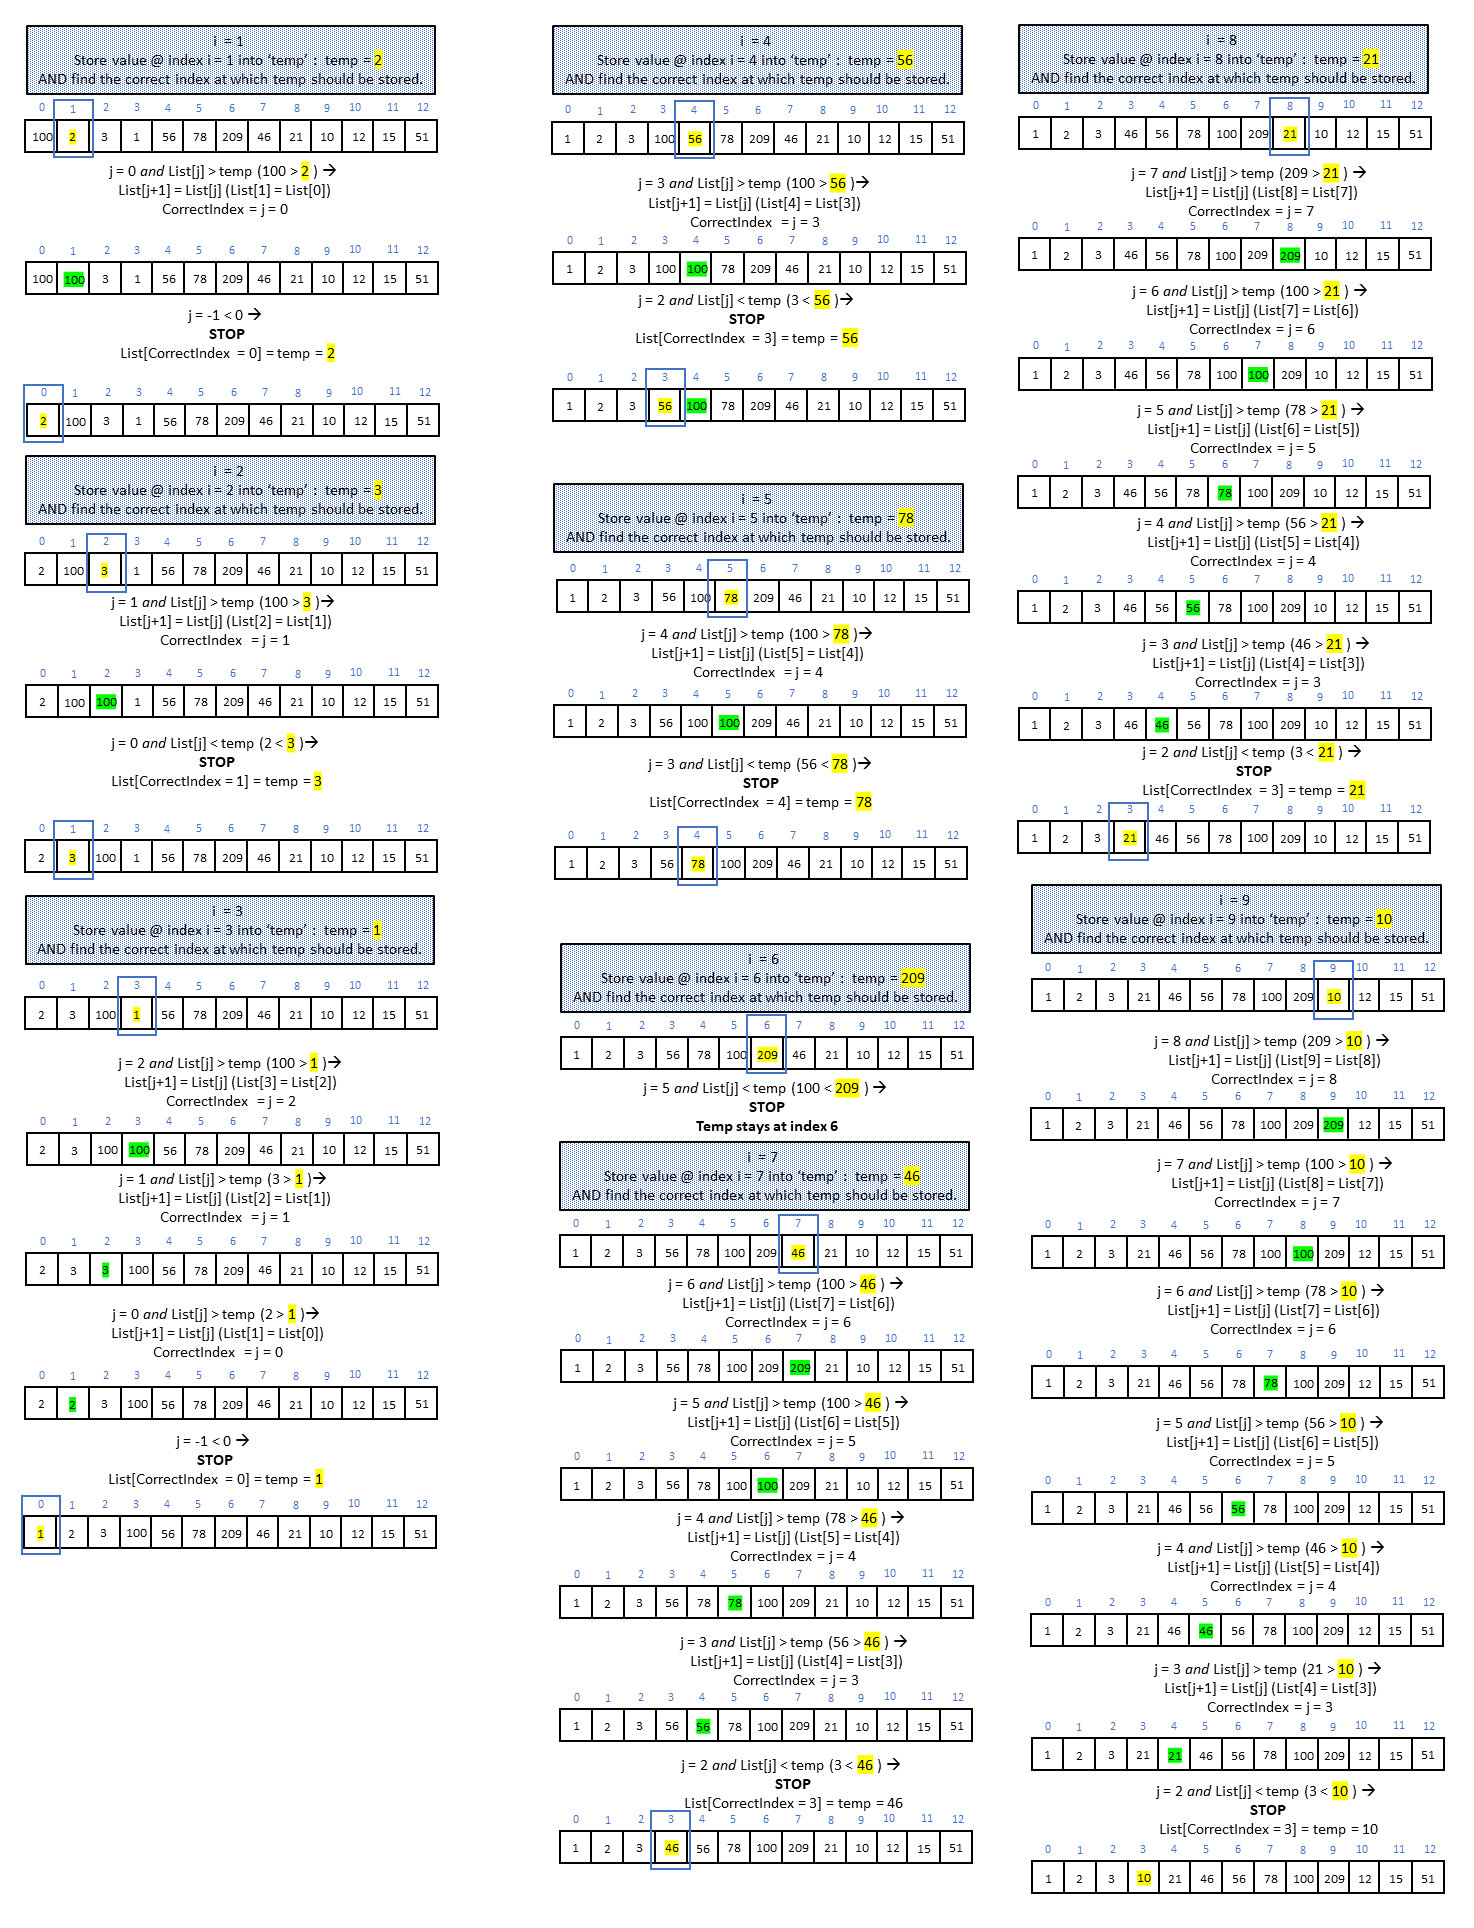 i = 1
Store value @ index i = 1 into ‘temp’ : temp = 2
AND find the correct index at which temp should be stored.
0 1 2 3 4 5 6 7 8 9 10 11 12
100 2 3 1 56 78 209 46 21 10 12 15 51
j = 0 and List[j] > temp (100 > 2 ) →
List[j+1] = List[j] (List[1] = List[0])
CorrectIndex = j = 0
0 1 2 3 4 5 6 7 8 9 10 11 12
100 100 3 1 56 78 209 46 21 10 12 15 51
j = -1 < 0 →
STOP
List[CorrectIndex = 0] = temp = 2
0 1 2 3 4 5 6 7 8 9 10 11 12
2 100 3 1 56 78 209 46 21 10 12 15 51
i = 2
Store value @ index i = 2 into ‘temp’ : temp = 3
AND find the correct index at which temp should be stored.
0 1 2 3 4 5 6 7 8 9 10 11 12
2 100 3 1 56 78 209 46 21 10 12 15 51
j = 1 and List[j] > temp (100 > 3 )→
List[j+1] = List[j] (List[2] = List[1])
CorrectIndex = j = 1
0 1 2 3 4 5 6 7 8 9 10 11 12
2 100 100 1 56 78 209 46 21 10 12 15 51
j = 0 and List[j] < temp (2 < 3 )→
STOP
List[CorrectIndex = 1] = temp = 3
0 1 2 3 4 5 6 7 8 9 10 11 12
2 3 100 1 56 78 209 46 21 10 12 15 51
i = 3
Store value @ index i = 3 into ‘temp’ : temp = 1
AND find the correct index at which temp should be stored.
0 1 2 3 4 5 6 7 8 9 10 11 12
2 3 100 1 56 78 209 46 21 10 12 15 51
j = 2 and List[j] > temp (100 > 1 )→
List[j+1] = List[j] (List[3] = List[2])
CorrectIndex = j = 2
0 1 2 3 4 5 6 7 8 9 10 11 12
2 3 100 100 56 78 209 46 21 10 12 15 51
j = 1 and List[j] > temp (3 > 1 )→
List[j+1] = List[j] (List[2] = List[1])
CorrectIndex = j = 1
0 1 2 3 4 5 6 7 8 9 10 11 12
2 3 3 100 56 78 209 46 21 10 12 15 51
j = 0 and List[j] > temp (2 > 1 )→
List[j+1] = List[j] (List[1] = List[0])
CorrectIndex = j = 0
0 1 2 3 4 5 6 7 8 9 10 11 12
2 2 3 100 56 78 209 46 21 10 12 15 51
j = -1 < 0 →
STOP
List[CorrectIndex = 0] = temp = 1
0 1 2 3 4 5 6 7 8 9 10 11 12
1 2 3 100 56 78 209 46 21 10 12 15 51
i = 4
Store value @ index i = 4 into ‘temp’ : temp = 56
AND find the correct index at which temp should be stored.
0 1 2 3 4 5 6 7 8 9 10 11 12
1 2 3 100 56 78 209 46 21 10 12 15 51
j = 3 and List[j] > temp (100 > 56 )→
List[j+1] = List[j] (List[4] = List[3])
CorrectIndex = j = 3
0 1 2 3 4 5 6 7 8 9 10 11 12
1 2 3 100 100 78 209 46 21 10 12 15 51
j = 2 and List[j] < temp (3 < 56 )→
STOP
List[CorrectIndex = 3] = temp = 56
0 1 2 3 4 5 6 7 8 9 10 11 12
1 2 3 56 100 78 209 46 21 10 12 15 51
i = 5
Store value @ index i = 5 into ‘temp’ : temp = 78
AND find the correct index at which temp should be stored.
0 1 2 3 4 5 6 7 8 9 10 11 12
1 2 3 56 100 78 209 46 21 10 12 15 51
j = 4 and List[j] > temp (100 > 78 )→
List[j+1] = List[j] (List[5] = List[4])
CorrectIndex = j = 4
0 1 2 3 4 5 6 7 8 9 10 11 12
1 2 3 56 100 100 209 46 21 10 12 15 51
j = 3 and List[j] < temp (56 < 78 )→
STOP
List[CorrectIndex = 4] = temp = 78
0 1 2 3 4 5 6 7 8 9 10 11 12
1 2 3 56 78 100 209 46 21 10 12 15 51
i = 6
Store value @ index i = 6 into ‘temp’ : temp = 209
AND find the correct index at which temp should be stored.
0 1 2 3 4 5 6 7 8 9 10 11 12
1 2 3 56 78 100 209 46 21 10 12 15 51
j = 5 and List[j] < temp (100 < 209 ) →
STOP
Temp stays at index 6
i = 7
Store value @ index i = 7 into ‘temp’ : temp = 46
AND find the correct index at which temp should be stored.
0 1 2 3 4 5 6 7 8 9 10 11 12
1 2 3 56 78 100 209 46 21 10 12 15 51
j = 6 and List[j] > temp (100 > 46 ) →
List[j+1] = List[j] (List[7] = List[6])
CorrectIndex = j = 6
0 1 2 3 4 5 6 7 8 9 10 11 12
1 2 3 56 78 100 209 209 21 10 12 15 51
j = 5 and List[j] > temp (100 > 46 ) →
List[j+1] = List[j] (List[6] = List[5])
CorrectIndex = j = 5
0 1 2 3 4 5 6 7 8 9 10 11 12
1 2 3 56 78 100 100 209 21 10 12 15 51
j = 4 and List[j] > temp (78 > 46 ) →
List[j+1] = List[j] (List[5] = List[4])
CorrectIndex = j = 4
0 1 2 3 4 5 6 7 8 9 10 11 12
1 2 3 56 78 78 100 209 21 10 12 15 51
j = 3 and List[j] > temp (56 > 46 ) →
List[j+1] = List[j] (List[4] = List[3])
CorrectIndex = j = 3
0 1 2 3 4 5 6 7 8 9 10 11 12
1 2 3 56 56 78 100 209 21 10 12 15 51
j = 2 and List[j] < temp (3 < 46 ) →
STOP
List[CorrectIndex = 3] = temp = 46
0 1 2 3 4 5 6 7 8 9 10 11 12
1 2 3 46 56 78 100 209 21 10 12 15 51
i = 8
Store value @ index i = 8 into ‘temp’ : temp = 21
AND find the correct index at which temp should be stored.
0 1 2 3 4 5 6 7 8 9 10 11 12
1 2 3 46 56 78 100 209 21 10 12 15 51
j = 7 and List[j] > temp (209 > 21 ) →
List[j+1] = List[j] (List[8] = List[7])
CorrectIndex = j = 7
0 1 2 3 4 5 6 7 8 9 10 11 12
1 2 3 46 56 78 100 209 209 10 12 15 51
j = 6 and List[j] > temp (100 > 21 ) →
List[j+1] = List[j] (List[7] = List[6])
CorrectIndex = j = 6
0 1 2 3 4 5 6 7 8 9 10 11 12
1 2 3 46 56 78 100 100 209 10 12 15 51
j = 5 and List[j] > temp (78 > 21 ) →
List[j+1] = List[j] (List[6] = List[5])
CorrectIndex = j = 5
0 1 2 3 4 5 6 7 8 9 10 11 12
1 2 3 46 56 78 78 100 209 10 12 15 51
j = 4 and List[j] > temp (56 > 21 ) →
List[j+1] = List[j] (List[5] = List[4])
CorrectIndex = j = 4
0 1 2 3 4 5 6 7 8 9 10 11 12
1 2 3 46 56 56 78 100 209 10 12 15 51
j = 3 and List[j] > temp (46 > 21 ) →
List[j+1] = List[j] (List[4] = List[3])
CorrectIndex = j = 3
0 1 2 3 4 5 6 7 8 9 10 11 12
1 2 3 46 46 56 78 100 209 10 12 15 51
j = 2 and List[j] < temp (3 < 21 ) →
STOP
List[CorrectIndex = 3] = temp = 21
0 1 2 3 4 5 6 7 8 9 10 11 12
1 2 3 21 46 56 78 100 209 10 12 15 51
i = 9
Store value @ index i = 9 into ‘temp’ : temp = 10
AND find the correct index at which temp should be stored.
0 1 2 3 4 5 6 7 8 9 10 11 12
1 2 3 21 46 56 78 100 209 10 12 15 51
j = 8 and List[j] > temp (209 > 10 ) →
List[j+1] = List[j] (List[9] = List[8])
CorrectIndex = j = 8
0 1 2 3 4 5 6 7 8 9 10 11 12
1 2 3 21 46 56 78 100 209 209 12 15 51
j = 7 and List[j] > temp (100 > 10 ) →
List[j+1] = List[j] (List[8] = List[7])
CorrectIndex = j = 7
0 1 2 3 4 5 6 7 8 9 10 11 12
1 2 3 21 46 56 78 100 100 209 12 15 51
j = 6 and List[j] > temp (78 > 10 ) →
List[j+1] = List[j] (List[7] = List[6])
CorrectIndex = j = 6
0 1 2 3 4 5 6 7 8 9 10 11 12
1 2 3 21 46 56 78 78 100 209 12 15 51
j = 5 and List[j] > temp (56 > 10 ) →
List[j+1] = List[j] (List[6] = List[5])
CorrectIndex = j = 5
0 1 2 3 4 5 6 7 8 9 10 11 12
1 2 3 21 46 56 56 78 100 209 12 15 51
j = 4 and List[j] > temp (46 > 10 ) →
List[j+1] = List[j] (List[5] = List[4])
CorrectIndex = j = 4
0 1 2 3 4 5 6 7 8 9 10 11 12
1 2 3 21 46 46 56 78 100 209 12 15 51
j = 3 and List[j] > temp (21 > 10 ) →
List[j+1] = List[j] (List[4] = List[3])
CorrectIndex = j = 3
0 1 2 3 4 5 6 7 8 9 10 11 12
1 2 3 21 21 46 56 78 100 209 12 15 51
j = 2 and List[j] < temp (3 < 10 ) →
STOP
List[CorrectIndex = 3] = temp = 10
0 1 2 3 4 5 6 7 8 9 10 11 12
1 2 3 10 21 46 56 78 100 209 12 15 51